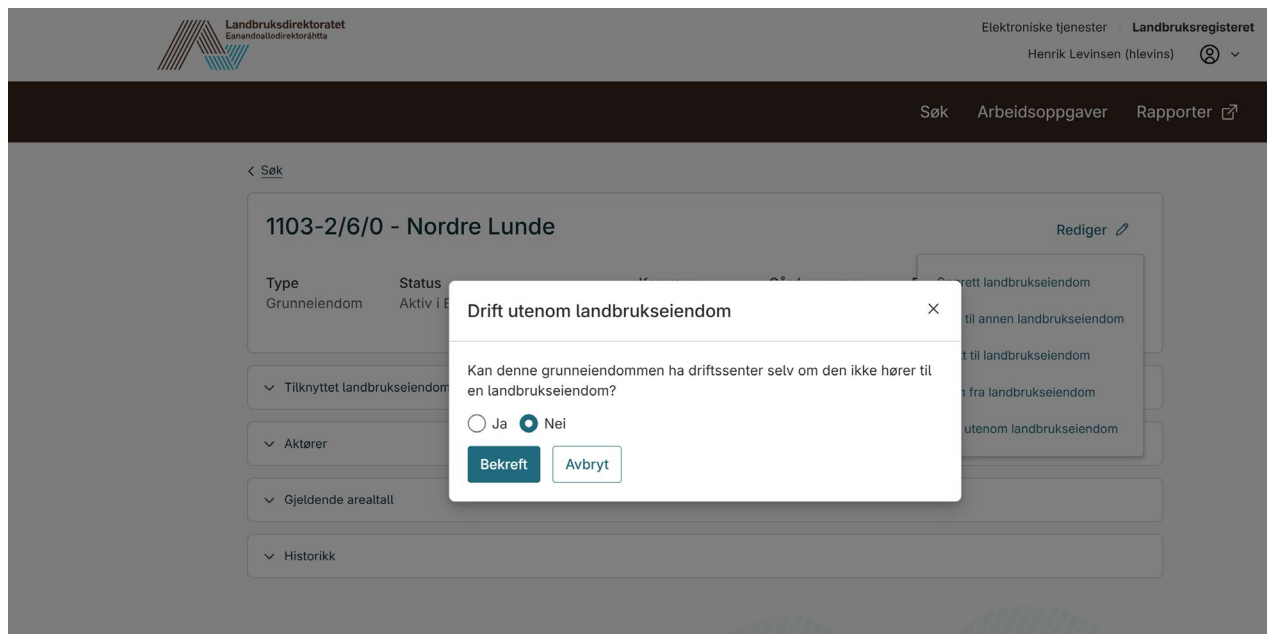 Landbruksdirektoratet
Eanandoallodirektoráhtta
Elektroniske tjenester Landbruksregisteret
Henrik Levinsen (hlevins)
Søk Arbeidsoppgaver Rapporter
Søk
1103-2/6/0 - Nordre Lunde
Rediger
Type Status
Grunneiendom Aktiv i
landbrukseiendom
til annen landbrukseiendom
til landbrukseiendom
fra landbrukseiendom
utenom landbrukseiendom
Drift utenom landbrukseiendom
Kan denne grunneiendommen ha driftssenter selv om den ikke hører til
en landbrukseiendom?
Ja Nei
Bekreft Avbryt
Tilknyttet landbrukseiendom
Aktører
Gjeldende arealtall
Historikk